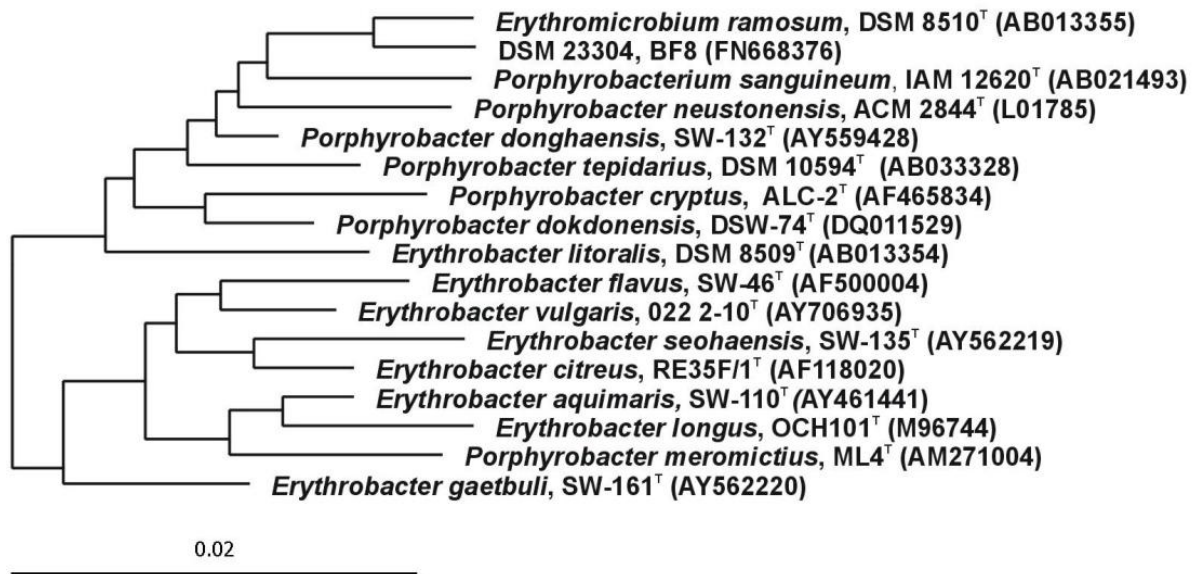 Erythromicrobium ramosum, DSM 8510ᵀ (AB013355)
DSM 23304, BF8 (FN668376)
Porphyrobacterium sanguineum, IAM 12620ᵀ (AB021493)
Porphyrobacter neustonensis, ACM 2844ᵀ (L01785)
Porphyrobacter donghaensis, SW-132ᵀ (AY559428)
Porphyrobacter tepidarius, DSM 10594ᵀ (AB033328)
Porphyrobacter cryptus, ALC-2ᵀ (AF465834)
Porphyrobacter dokdonensis, DSW-74ᵀ (DQ011529)
Erythrobacter litoralis, DSM 8509ᵀ (AB013354)
Erythrobacter flavus, SW-46ᵀ (AF500004)
Erythrobacter vulgaris, 022 2-10ᵀ (AY706935)
Erythrobacter seohaensis, SW-135ᵀ (AY562219)
Erythrobacter citreus, RE35F/1ᵀ (AF118020)
Erythrobacter aquimaris, SW-110ᵀ (AY461441)
Erythrobacter longus, OCH101ᵀ (M96744)
Porphyrobacter meromictius, ML4ᵀ (AM271004)
Erythrobacter gaetbuli, SW-161ᵀ (AY562220)
0.02